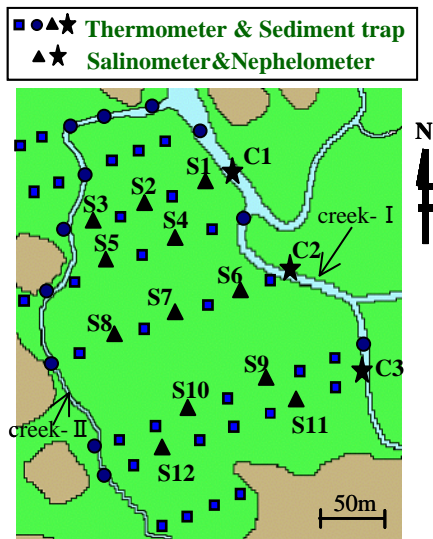 Thermometer & Sediment trap
Salinometer&Nephelometer
N
S1
C1
S2
S3
S4
creek- I
S5
C2
S6
S7
S8
C3
S9
S10
S11
creek-II
S12
50m